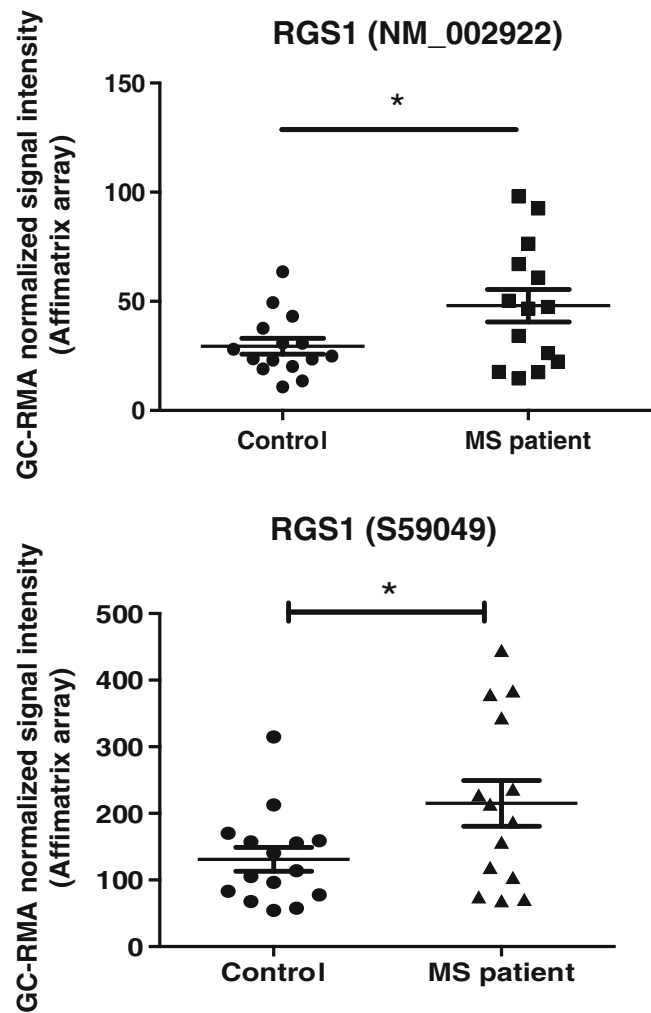 RGS1 (NM_002922)
GC-RMA normalized signal intensity
(Affimatrix array)
150
*
100
50
0
Control
MS patient
RGS1 (S59049)
GC-RMA normalized signal intensity
(Affimatrix array)
500
*
400
300
200
100
0
Control
MS patient